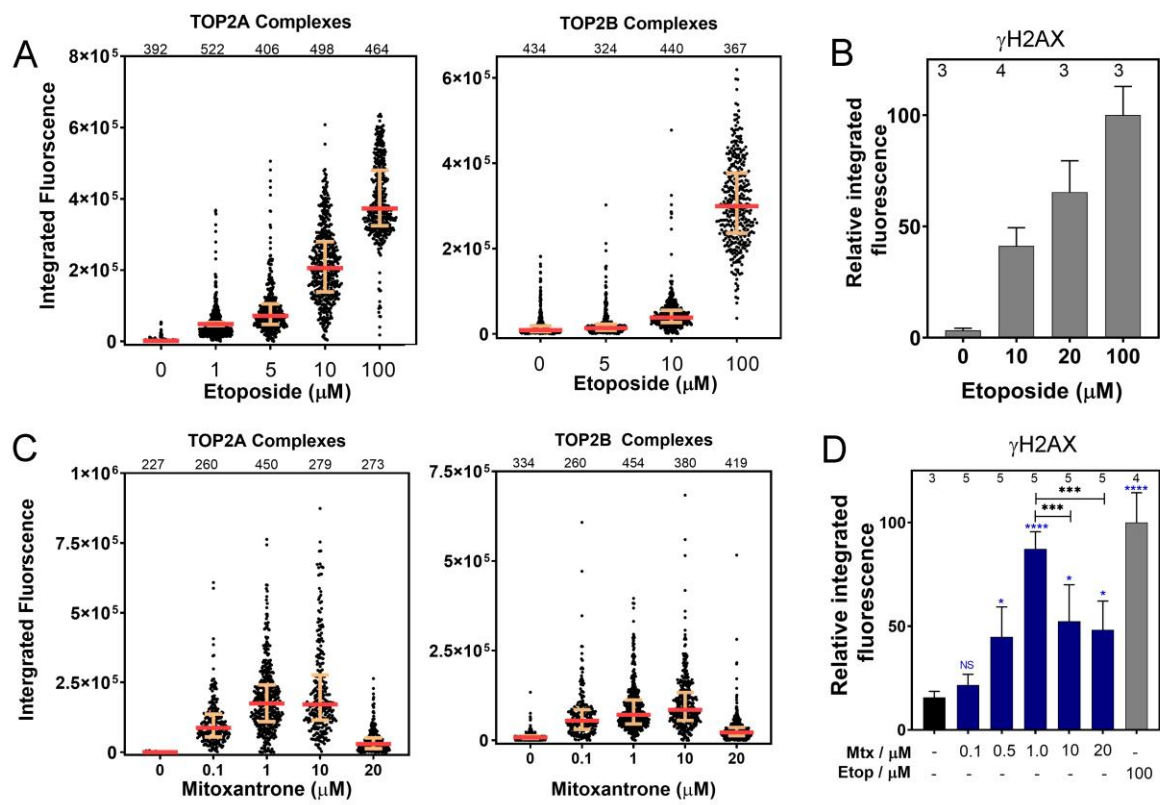 A
TOP2A Complexes
392 522 406 498 464
8×10⁵
6×10⁵
4×10⁵
2×10⁵
0
Integrated Fluorscence
0 1 5 10 100
Etoposide (μM)
TOP2B Complexes
434 324 440 367
6×10⁵
4×10⁵
2×10⁵
0
0 5 10 100
Etoposide (μM)
B
γH2AX
3 4 3 3
100
50
0
Relative integrated
fluorescence
0 10 20 100
Etoposide (μM)
C
TOP2A Complexes
227 260 450 279 273
1×10⁶
7.5×10⁵
5×10⁵
2.5×10⁵
0
Intergrated Fluorscence
0 0.1 1 10 20
Mitoxantrone (μM)
TOP2B Complexes
334 260 454 380 419
7.5×10⁵
5×10⁵
2.5×10⁵
0
0 0.1 1 10 20
Mitoxantrone (μM)
D
γH2AX
3 5 5 5 5 5 4
100
50
0
Relative integrated
fluorescence
NS * **** * * ****
*** ***
Mtx / μM - 0.1 0.5 1.0 10 20 -
Etop / μM - - - - - - 100